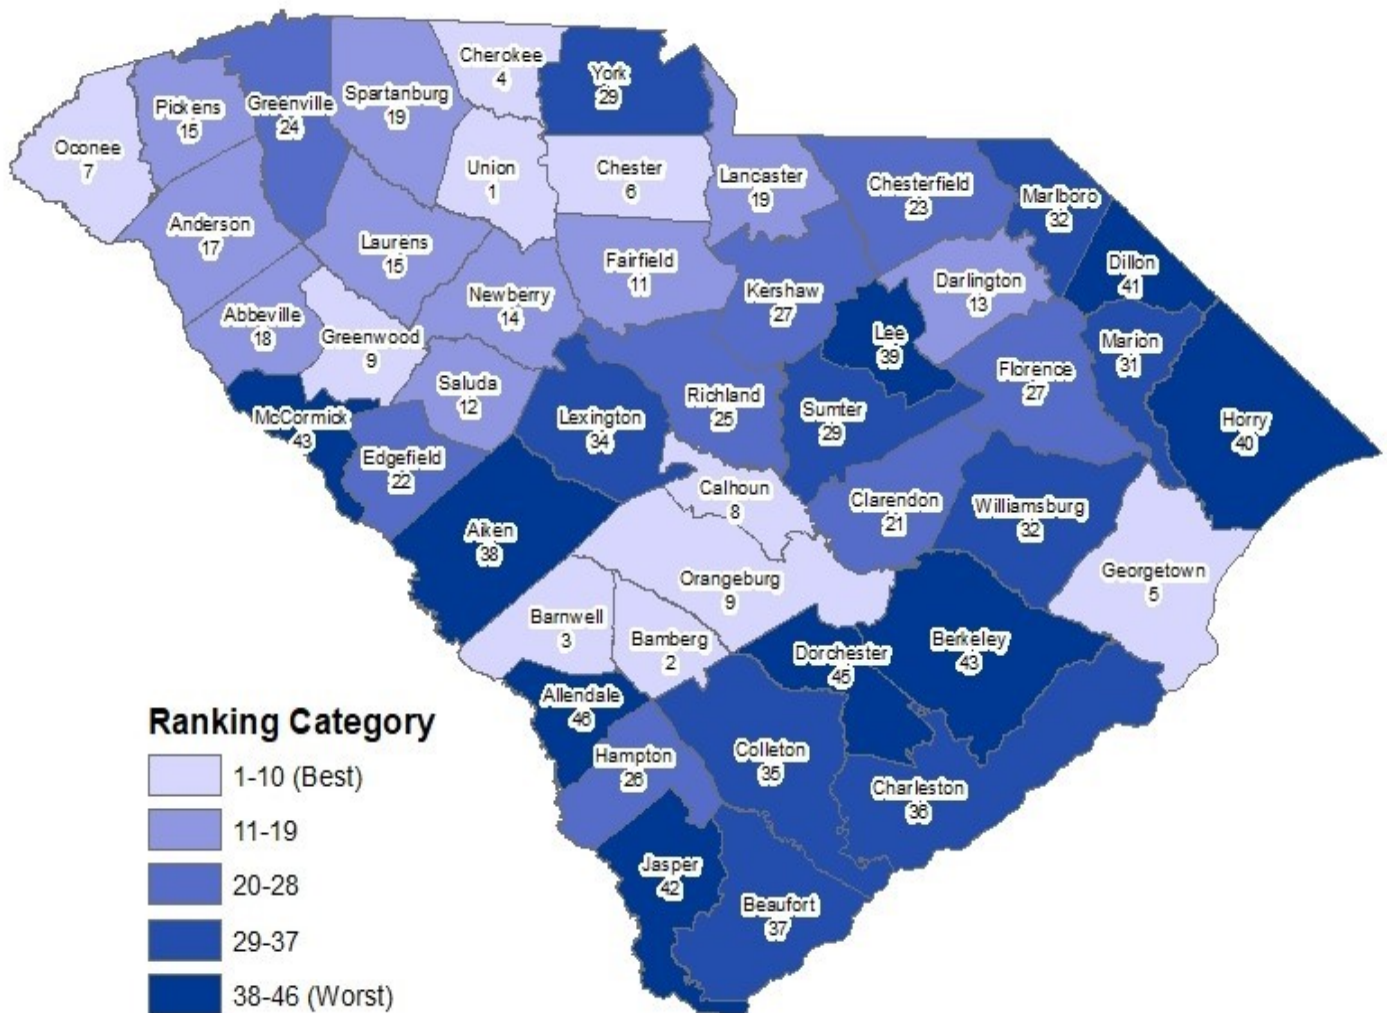 Cherokee
4
York
29
Spartanburg
19
Greenville
24
Pickens
15
Oconee
7
Union
1
Chester
6
Lancaster
19
Chesterfield
23
Marlboro
32
Anderson
17
Laurens
15
Fairfield
11
Dillon
41
Darlington
13
Kershaw
27
Newberry
14
Abbeville
18
Greenwood
9
Lee
39
Marion
31
Florence
27
Saluda
12
Richland
25
McCormick
43
Lexington
34
Sumter
29
Horry
40
Edgefield
22
Calhoun
8
Clarendon
21
Williamsburg
32
Aiken
38
Georgetown
5
Orangeburg
9
Barnwell
3
Bamberg
2
Dorchester
45
Berkeley
43
Allendale
46
Hampton
26
Colleton
35
Charleston
36
Jasper
42
Beaufort
37
Ranking Category
1-10 (Best)
11-19
20-28
29-37
38-46 (Worst)